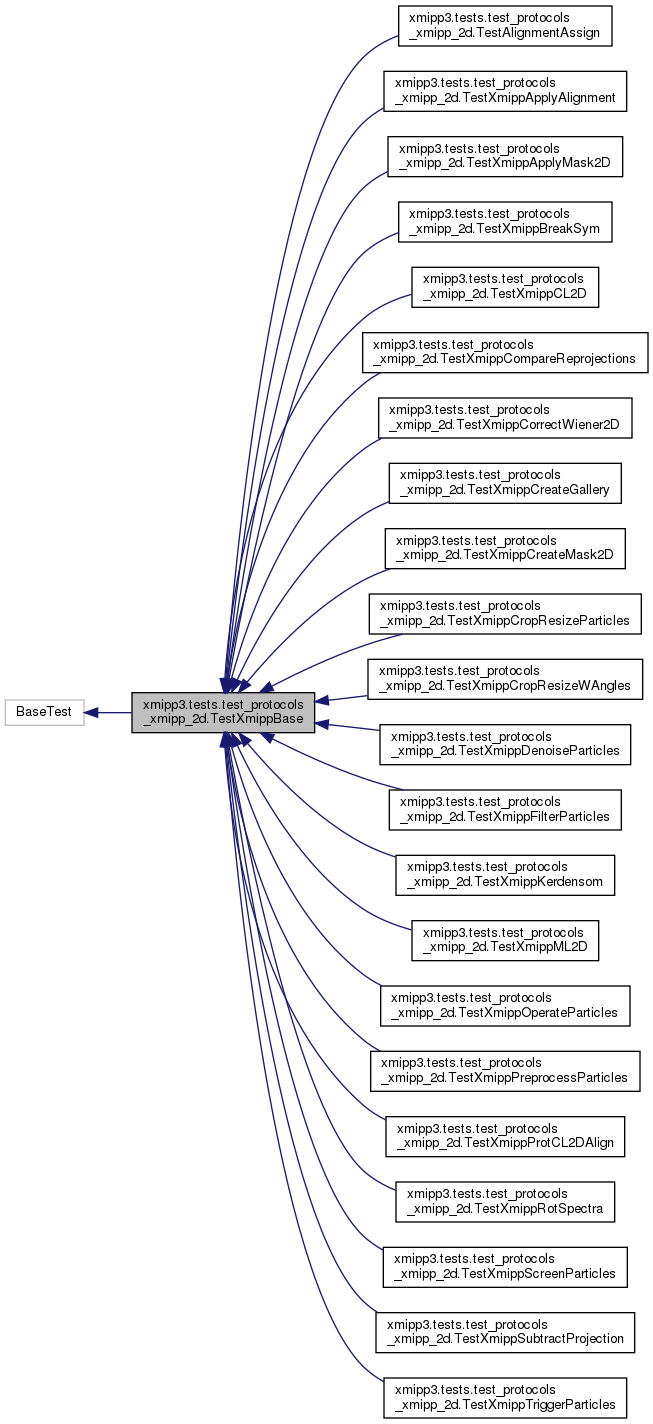 xmipp3.tests.test_protocols
_xmipp_2d.TestAlignmentAssign
xmipp3.tests.test_protocols
_xmipp_2d.TestXmippApplyAlignment
xmipp3.tests.test_protocols
_xmipp_2d.TestXmippApplyMask2D
xmipp3.tests.test_protocols
_xmipp_2d.TestXmippBreakSym
xmipp3.tests.test_protocols
_xmipp_2d.TestXmippCL2D
xmipp3.tests.test_protocols
_xmipp_2d.TestXmippCompareReprojections
xmipp3.tests.test_protocols
_xmipp_2d.TestXmippCorrectWiener2D
xmipp3.tests.test_protocols
_xmipp_2d.TestXmippCreateGallery
xmipp3.tests.test_protocols
_xmipp_2d.TestXmippCreateMask2D
xmipp3.tests.test_protocols
_xmipp_2d.TestXmippCropResizeParticles
xmipp3.tests.test_protocols
_xmipp_2d.TestXmippCropResizeWAngles
BaseTest
xmipp3.tests.test_protocols
_xmipp_2d.TestXmippBase
xmipp3.tests.test_protocols
_xmipp_2d.TestXmippDenoiseParticles
xmipp3.tests.test_protocols
_xmipp_2d.TestXmippFilterParticles
xmipp3.tests.test_protocols
_xmipp_2d.TestXmippKerdensom
xmipp3.tests.test_protocols
_xmipp_2d.TestXmippML2D
xmipp3.tests.test_protocols
_xmipp_2d.TestXmippOperateParticles
xmipp3.tests.test_protocols
_xmipp_2d.TestXmippPreprocessParticles
xmipp3.tests.test_protocols
_xmipp_2d.TestXmippProtCL2DAlign
xmipp3.tests.test_protocols
_xmipp_2d.TestXmippRotSpectra
xmipp3.tests.test_protocols
_xmipp_2d.TestXmippScreenParticles
xmipp3.tests.test_protocols
_xmipp_2d.TestXmippSubtractProjection
xmipp3.tests.test_protocols
_xmipp_2d.TestXmippTriggerParticles